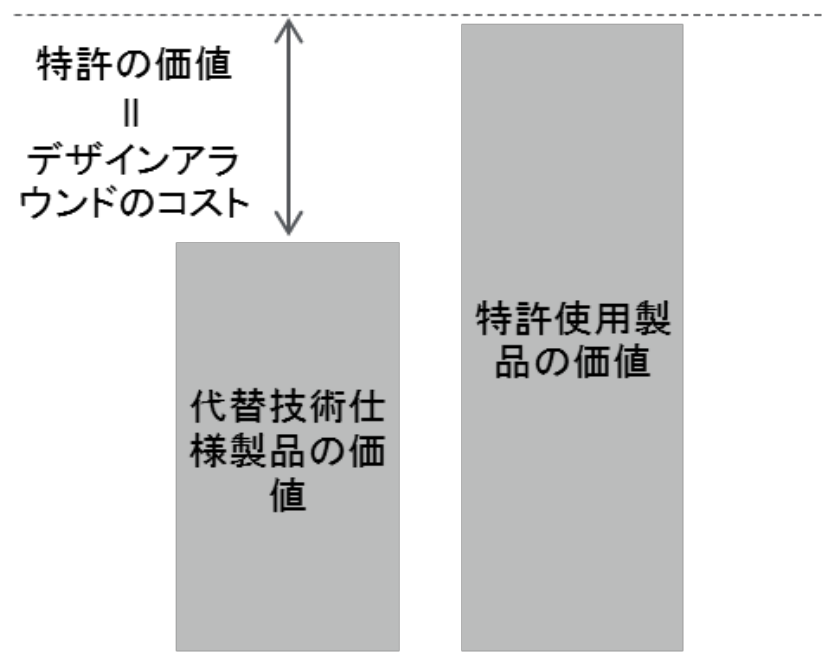 特許の価値
＝
デザインアラ
ウンドのコスト
特許使用製
品の価値
代替技術仕
様製品の価
値